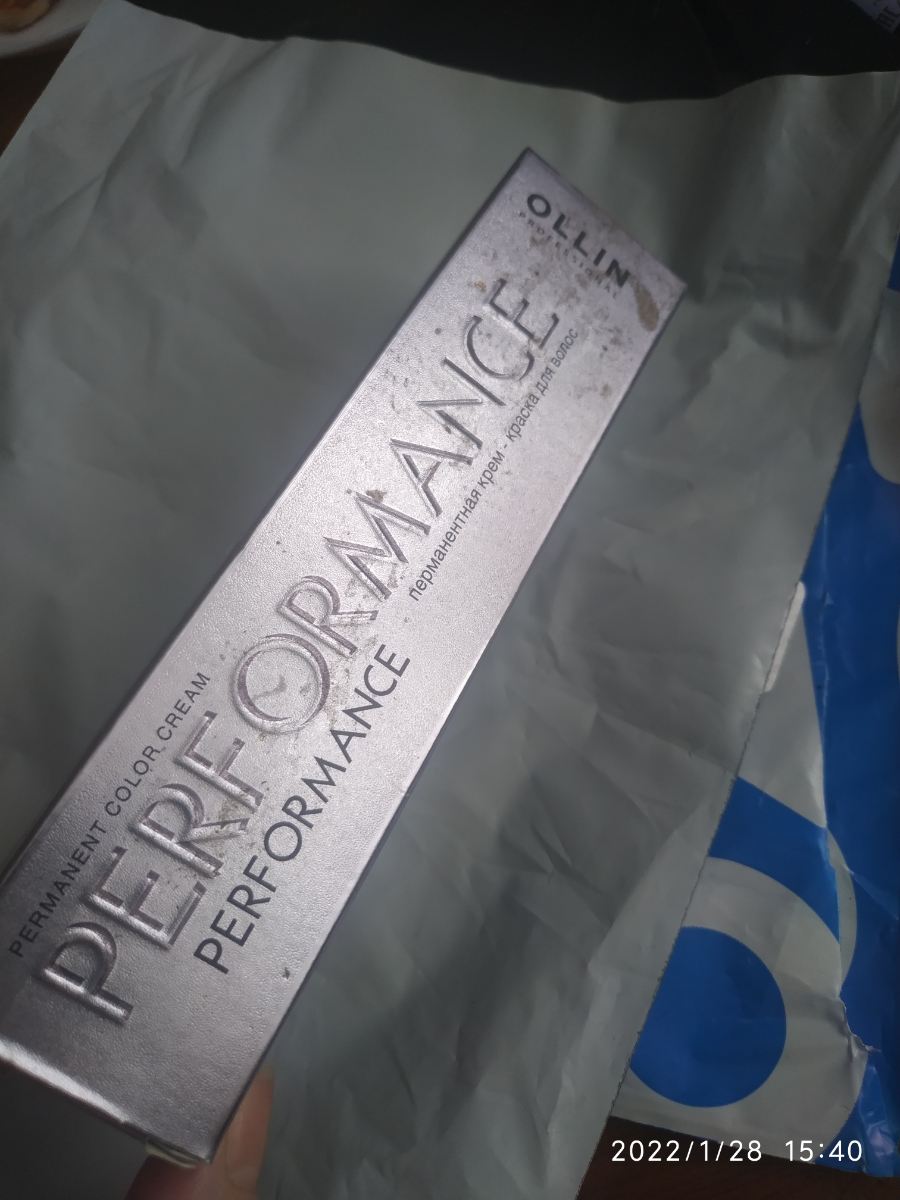 OLLIN
PROFESSIONAL
PERMANENT COLOR CREAM
PERFORMANCE
PERFORMANCE
перманентная крем - краска для волос
2022/1/28 15:40